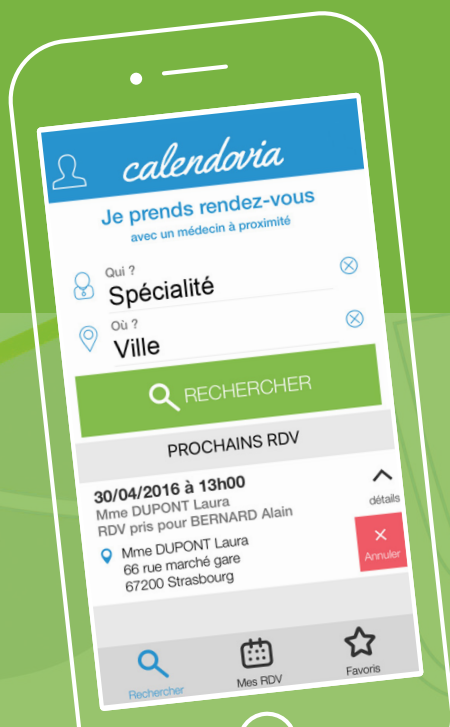 calendovia
Je prends rendez-vous
avec un médecin à proximité
Qui ?
Spécialité
Où ?
Ville
RECHERCHER
PROCHAINS RDV
30/04/2016 à 13h00
Mme DUPONT Laura
RDV pris pour BERNARD Alain
détails
Mme DUPONT Laura
66 rue marché gare
67200 Strasbourg
Annuler
Rechercher
Mes RDV
Favoris